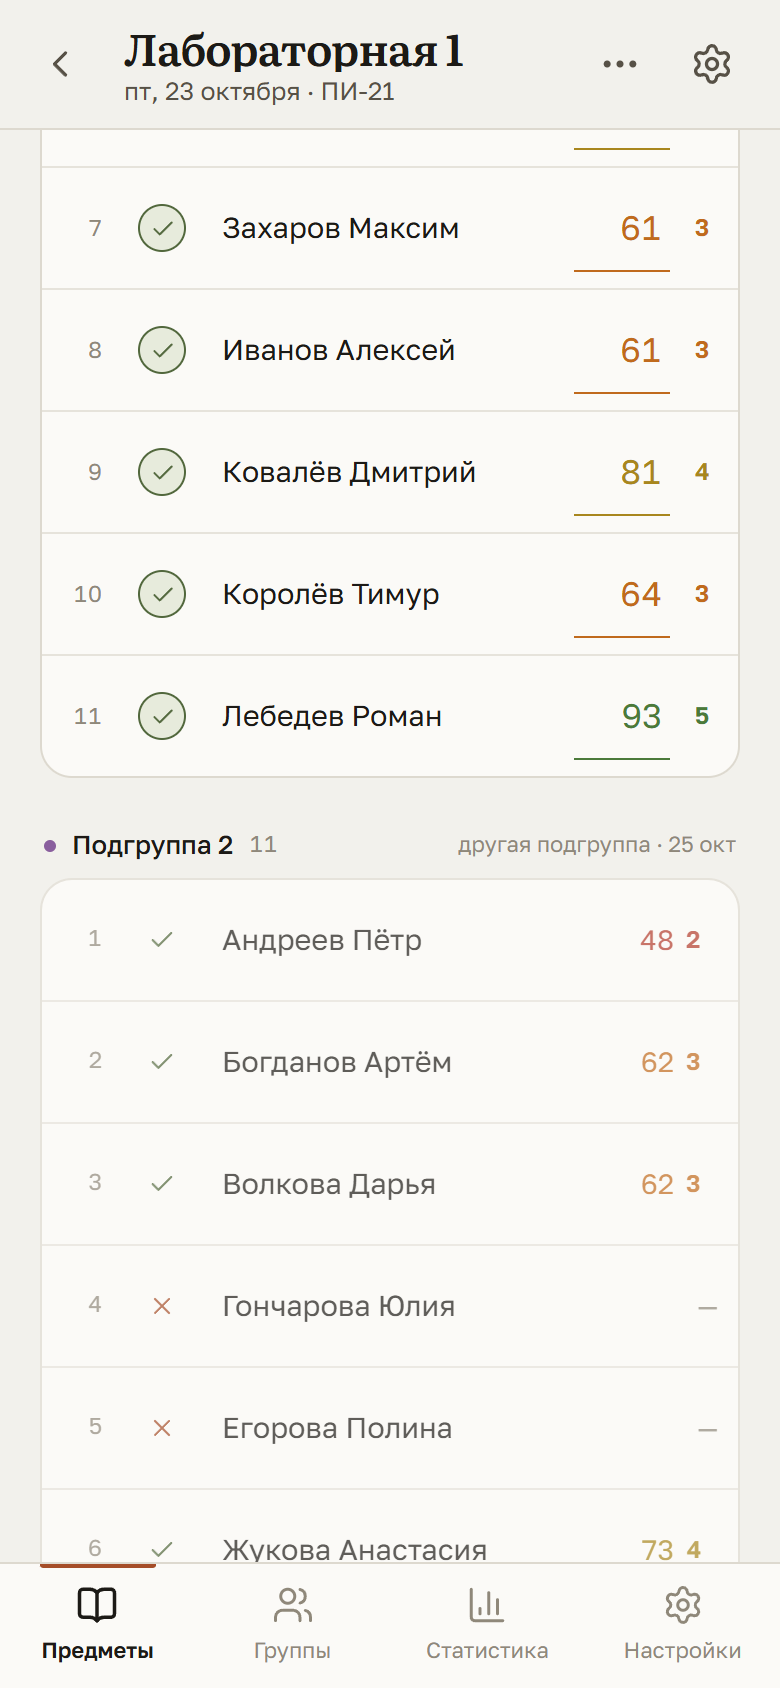 Лабораторная 1
пт, 23 октября · ПИ-21
7 Захаров Максим 61 3
8 Иванов Алексей 61 3
9 Ковалёв Дмитрий 81 4
10 Королёв Тимур 64 3
11 Лебедев Роман 93 5
Подгруппа 2 11 другая подгруппа · 25 окт
1 Андреев Пётр 48 2
2 Богданов Артём 62 3
3 Волкова Дарья 62 3
4 Гончарова Юлия –
5 Егорова Полина –
6 Жукова Анастасия 73 4
Предметы Группы Статистика Настройки